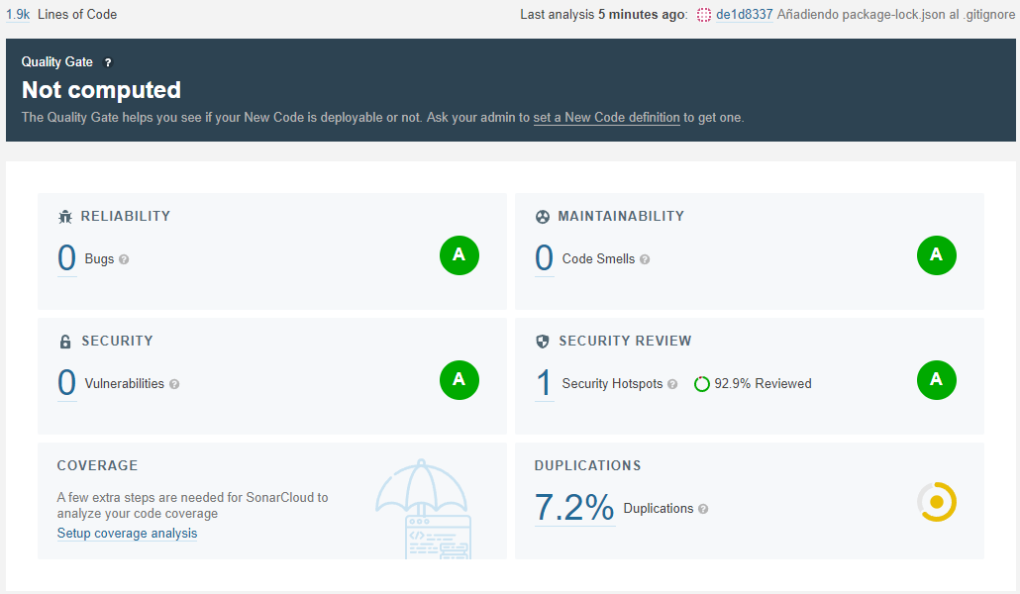 1.9k Lines of Code
Last analysis 5 minutes ago: de1d8337 Añadiendo package-lock.json al .gitignore
Quality Gate ?
Not computed
The Quality Gate helps you see if your New Code is deployable or not. Ask your admin to set a New Code definition to get one.
RELIABILITY
0 Bugs ?
A
MAINTAINABILITY
0 Code Smells ?
A
SECURITY
0 Vulnerabilities ?
A
SECURITY REVIEW
1 Security Hotspots ? 92.9% Reviewed
A
COVERAGE
A few extra steps are needed for SonarCloud to
analyze your code coverage
Setup coverage analysis
</>
DUPLICATIONS
7.2% Duplications ?